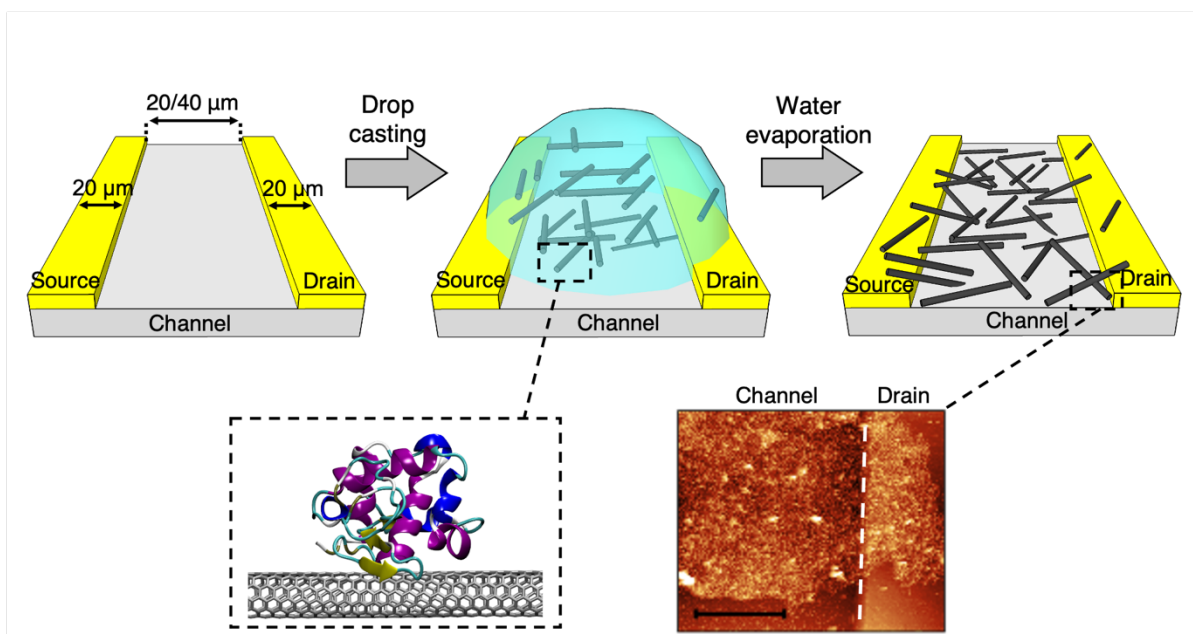 20/40 μm
Drop
casting
Water
evaporation
20 μm
20 μm
Source
Drain
Channel
Source
Drain
Channel
Source
Drain
Channel
Channel
Drain